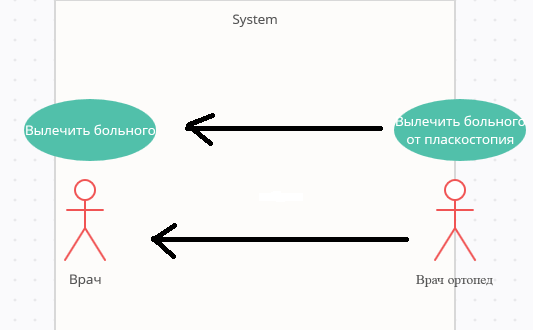 System
Вылечить больного
Вылечить больного
от пласкостопия
Врач
Врач ортопед